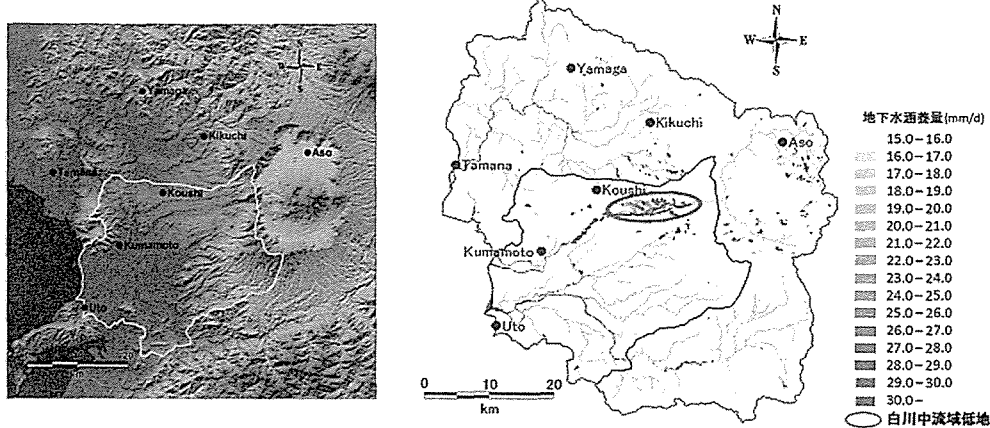 Yamaga
Kikuchi
Aso
Tamana
Koushi
Kumamoto
Uto
km
N
W E
S
Yamaga
Kikuchi
Aso
Tamana
Koushi
Kumamoto
Uto
0 10 20
km
地下水涵養量(mm/d)
15.0-16.0
16.0-17.0
17.0-18.0
18.0-19.0
19.0-20.0
20.0-21.0
21.0-22.0
22.0-23.0
23.0-24.0
24.0-25.0
25.0-26.0
26.0-27.0
27.0-28.0
28.0-29.0
29.0-30.0
30.0-
白川中流域低地